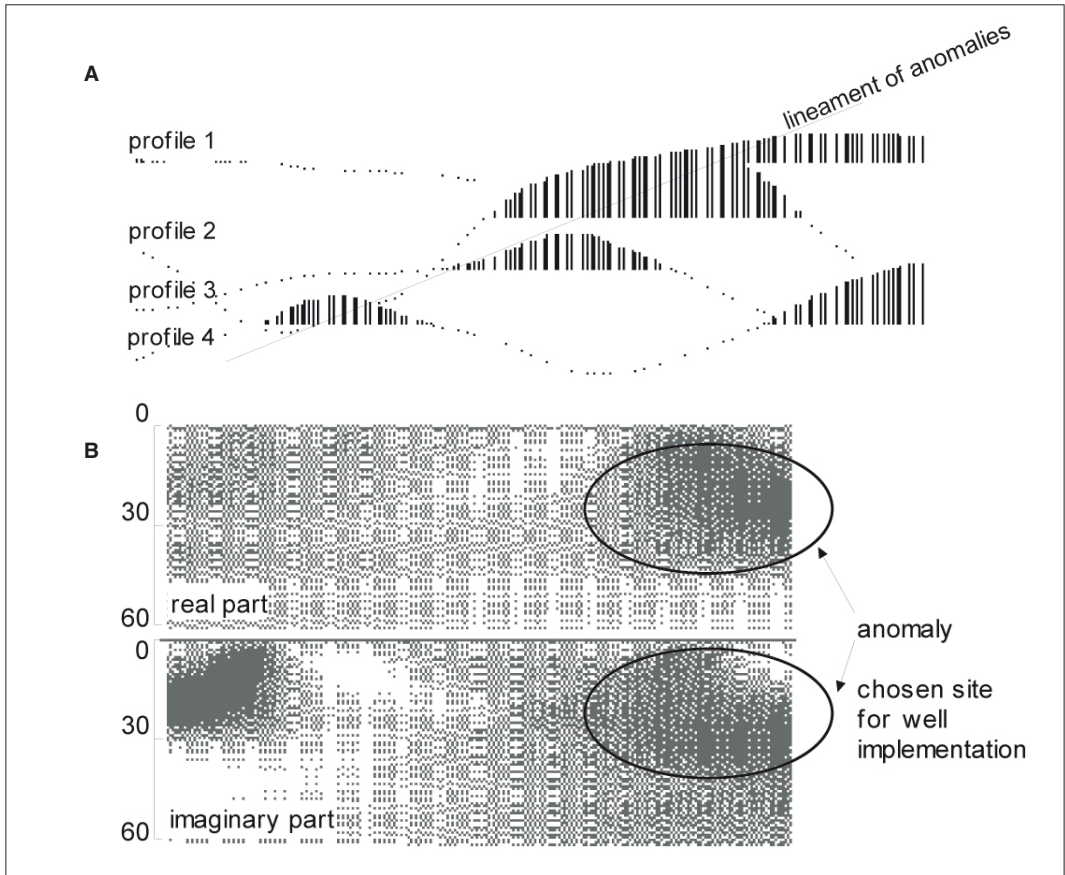 A
lineament of anomalies
profile 1
profile 2
profile 3
profile 4
B
0
30
60
real part
0
30
60
imaginary part
anomaly
chosen site
for well
implementation